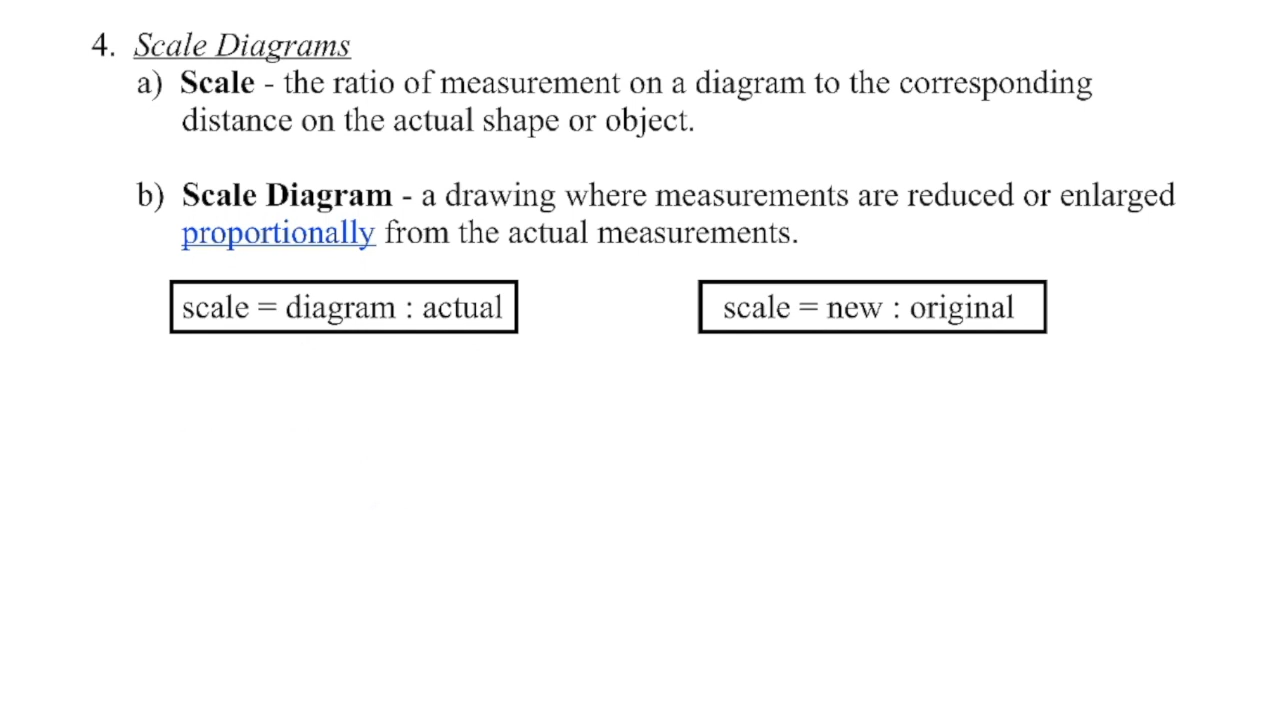 4. Scale Diagrams
a) Scale - the ratio of measurement on a diagram to the corresponding
distance on the actual shape or object.
b) Scale Diagram - a drawing where measurements are reduced or enlarged
proportionally from the actual measurements.
scale = diagram : actual
scale = new : original